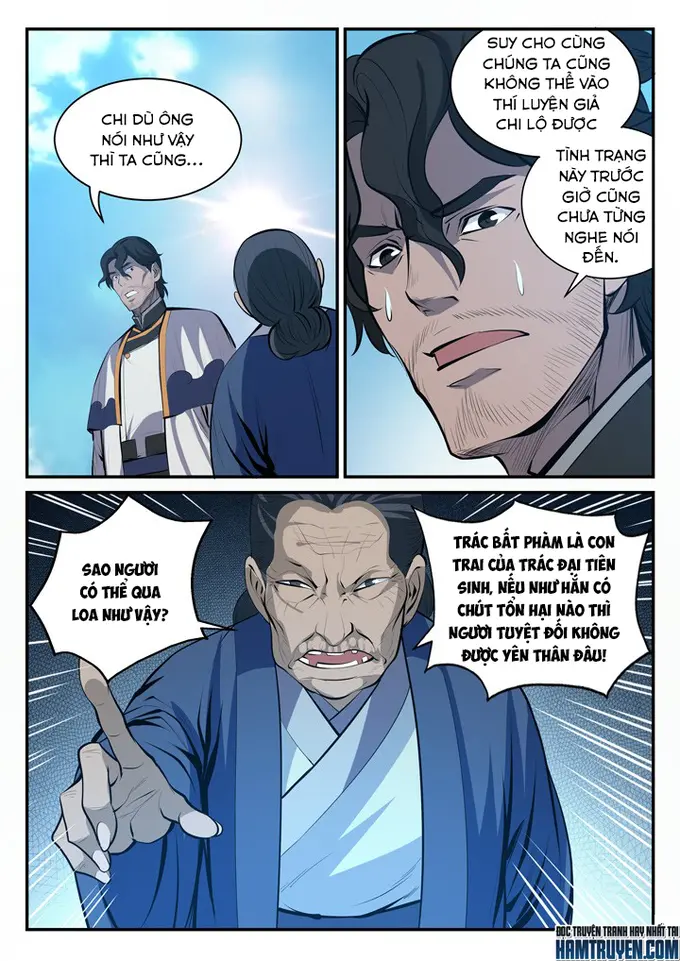 CHI DÙ ÔNG
NÓI NHƯ VẬY
THÌ TA CŨNG...
SUY CHO CÙNG
CHÚNG TA CŨNG
KHÔNG THỂ VÀO
THÍ LUYỆN GIẢ
CHI LỘ ĐƯỢC
TÌNH TRẠNG
NÀY TRƯỚC
GIỜ CŨNG
CHƯA TỪNG
NGHE NÓI
ĐẾN.
SAO NGƯƠI
CÓ THỂ QUA
LOA NHƯ VẬY?
TRÁC BẤT PHÀM LÀ CON
TRAI CỦA TRÁC ĐẠI TIÊN
SINH, NẾU NHƯ HẮN CÓ
CHÚT TỔN HẠI NÀO THÌ
NGƯƠI TUYỆT ĐỐI KHÔNG
ĐƯỢC YÊN THÂN ĐÂU!
ĐỌC TRUYỆN TRANH HAY NHẤT TẠI
HAMTRUYEN.COM